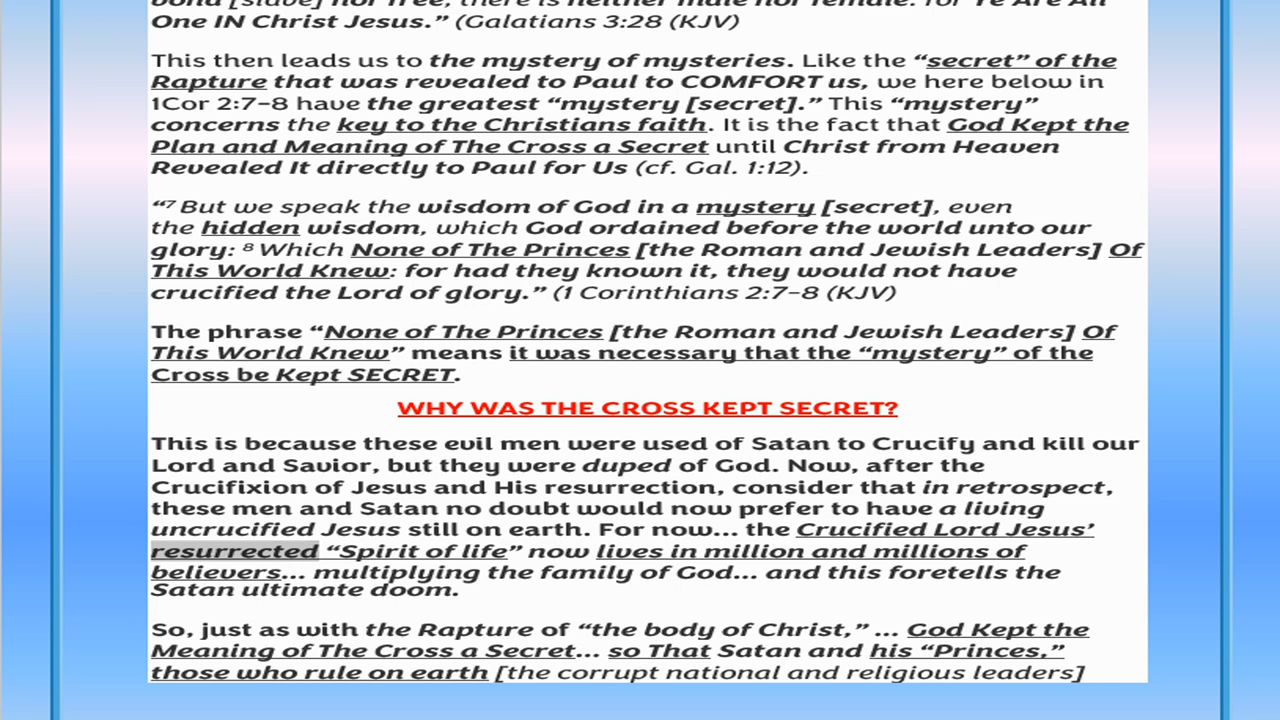 bond [slave] nor free, there is neither male nor female: for Ye Are All
One IN Christ Jesus.” (Galatians 3:28 (KJV)
This then leads us to the mystery of mysteries. Like the “secret” of the
Rapture that was revealed to Paul to COMFORT us, we here below in
1Cor 2:7–8 have the greatest “mystery [secret].” This “mystery”
concerns the key to the Christians faith. It is the fact that God Kept the
Plan and Meaning of The Cross a Secret until Christ from Heaven
Revealed It directly to Paul for Us (cf. Gal. 1:12).
“⁷ But we speak the wisdom of God in a mystery [secret], even
the hidden wisdom, which God ordained before the world unto our
glory: ⁸ Which None of The Princes [the Roman and Jewish Leaders] Of
This World Knew: for had they known it, they would not have
crucified the Lord of glory.” (1 Corinthians 2:7–8 (KJV)
The phrase “None of The Princes [the Roman and Jewish Leaders] Of
This World Knew” means it was necessary that the “mystery” of the
Cross be Kept SECRET.
WHY WAS THE CROSS KEPT SECRET?
This is because these evil men were used of Satan to Crucify and kill our
Lord and Savior, but they were duped of God. Now, after the
Crucifixion of Jesus and His resurrection, consider that in retrospect,
these men and Satan no doubt would now prefer to have a living
uncrucified Jesus still on earth. For now... the Crucified Lord Jesus’
resurrected “Spirit of life” now lives in million and millions of
believers... multiplying the family of God... and this foretells the
Satan ultimate doom.
So, just as with the Rapture of “the body of Christ,” ... God Kept the
Meaning of The Cross a Secret... so That Satan and his “Princes,”
those who rule on earth [the corrupt national and religious leaders]